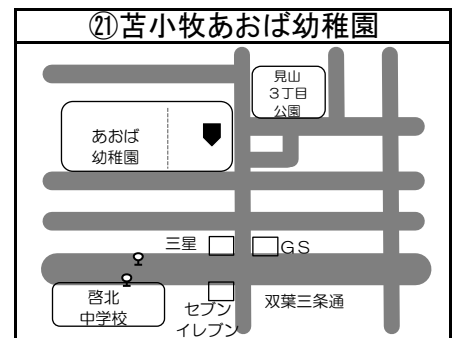 ㉑苫小牧あおば幼稚園
見山
3丁目
公園
あおば
幼稚園
三星
GS
啓北
中学校
セブン
イレブン
双葉三条通